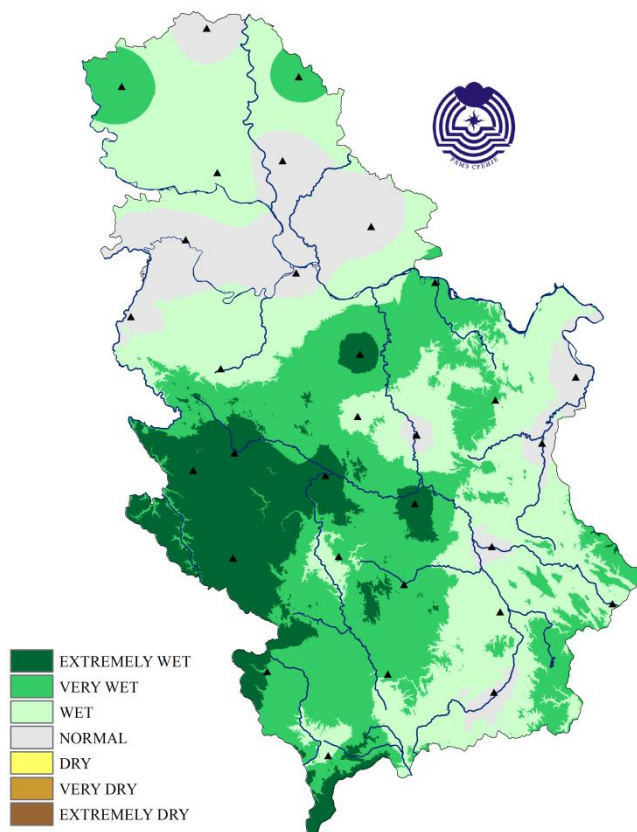 РХМЗ СРБИЈЕ
EXTREMELY WET
VERY WET
WET
NORMAL
DRY
VERY DRY
EXTREMELY DRY